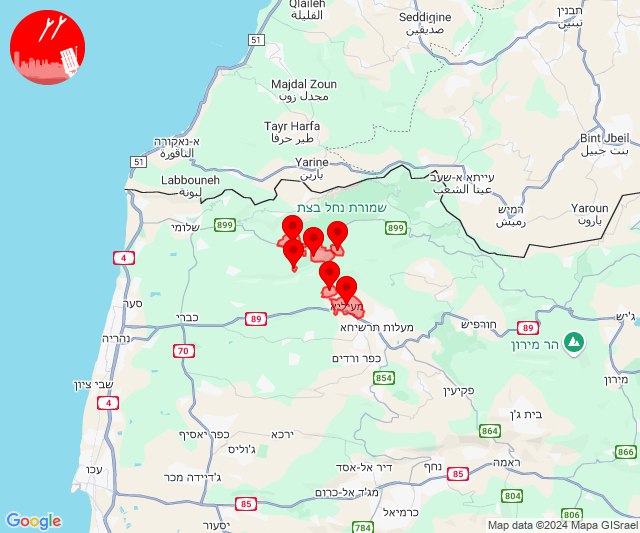 Qlaileh
القليلة
Seddigine
صديقين
תבנין
تبنين
51
Majdal Zoun
مجدل زون
א-נאקורה
الناقورة
Tayr Harfa
طير حرفا
Bint Jbeil
بنت جبيل
51
Yarine
يارين
עייתא א-שעב
عيتا الشعب
Labbouneh
لبونة
שמורת נחל בצת
רמיש
رميش
Yaroun
يارون
899
שלומי
899
4
סער
מעיליא
כברי
89
נהריה
מעלות תרשיחא
חורפיש
89
ג'יש
הר מירון
70
כפר ורדים
מירון
שבי ציון
854
פקיעין
4
בית ג'ן
ירכא
כפר יאסיף
864
866
ג'וליס
עכו
דיר אל-אסד
נחף
ראמה
ג'דיידה מכר
85
85
מג'ד אל-כרום
804
כרמיאל
806
יסעור
784
Google
Map data ©2024 Mapa GISrael